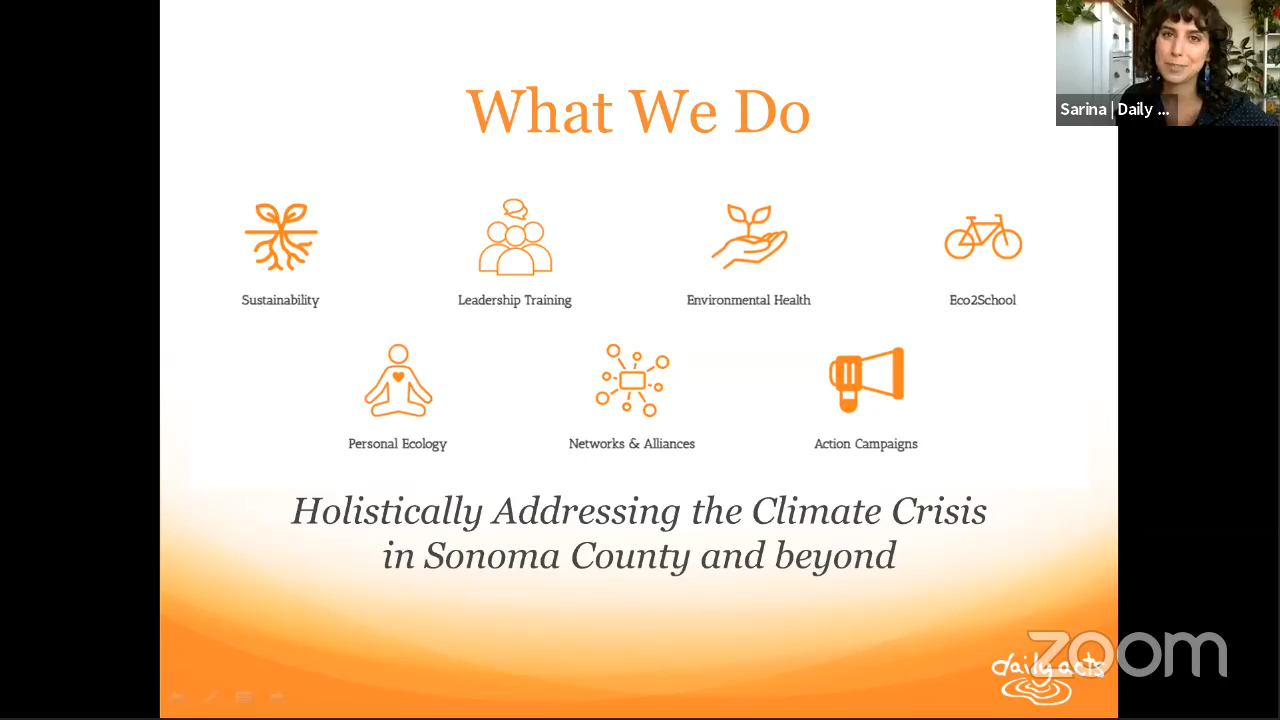 What We Do
Sarina | Daily ...
Sustainability
Leadership Training
Environmental Health
Eco2School
Personal Ecology
Networks & Alliances
Action Campaigns
Holistically Addressing the Climate Crisis
in Sonoma County and beyond
zoom
daily acts